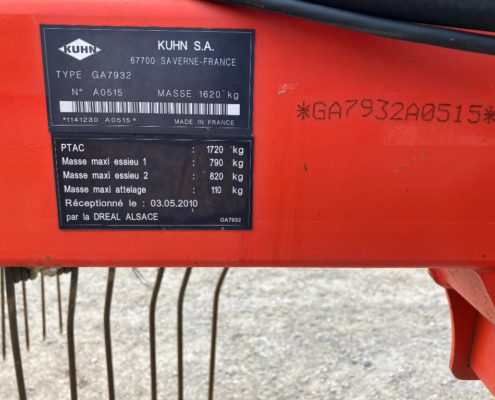 KUHN
KUHN S.A.
67700 SAVERNE-FRANCE
TYPE GA7932
N° A0515 MASSE 1620 kg
*1141230 A0515* MADE IN FRANCE
PTAC : 1720 kg
Masse maxi essieu 1 : 790 kg
Masse maxi essieu 2 : 820 kg
Masse maxi attelage : 110 kg
Réceptionné le : 03.05.2010
par la DREAL ALSACE GA7932
*GA7932A0515*